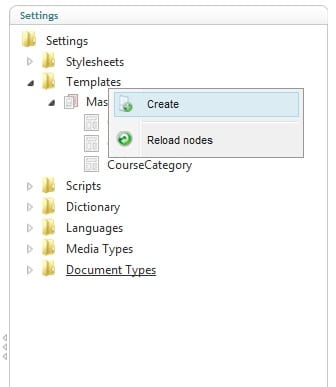 Settings
Settings
Stylesheets
Templates
Mas
Create
Reload nodes
CourseCategory
Scripts
Dictionary
Languages
Media Types
Document Types